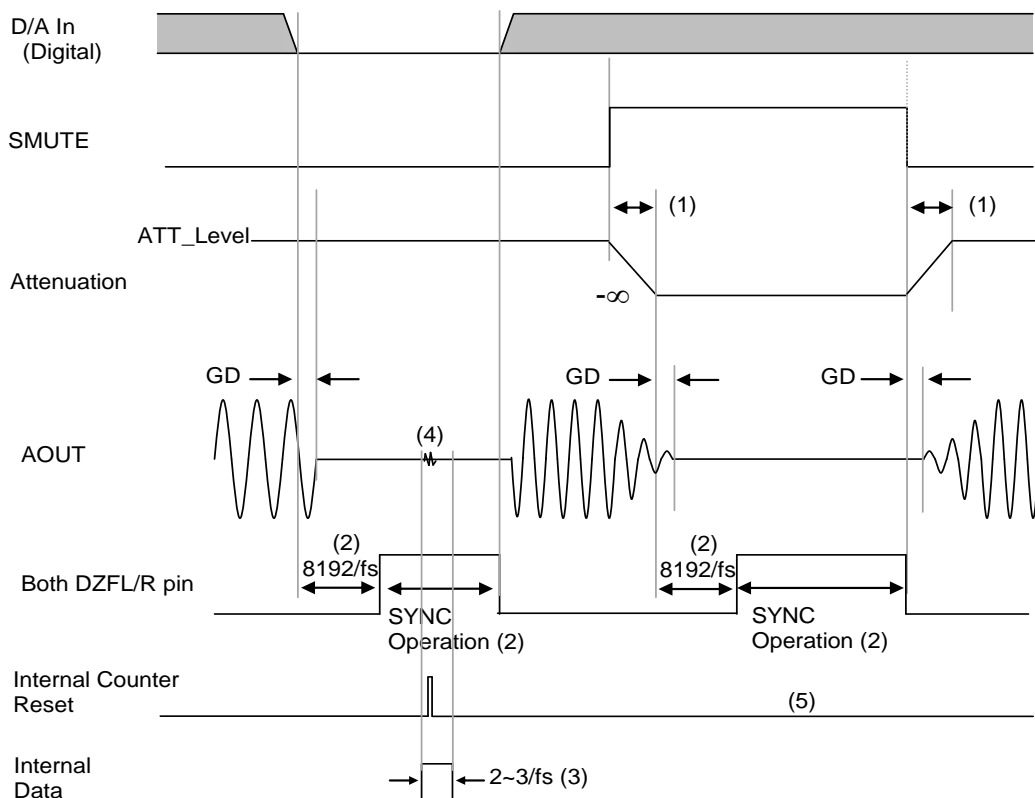 D/A In
(Digital)
SMUTE
(1) (1)
ATT_Level
Attenuation
-∞
GD GD GD
(4)
AOUT
(2) (2)
8192/fs 8192/fs
Both DZFL/R pin
SYNC SYNC
Operation (2) Operation (2)
Internal Counter
Reset
(5)
Internal
Data
2~3/fs (3)